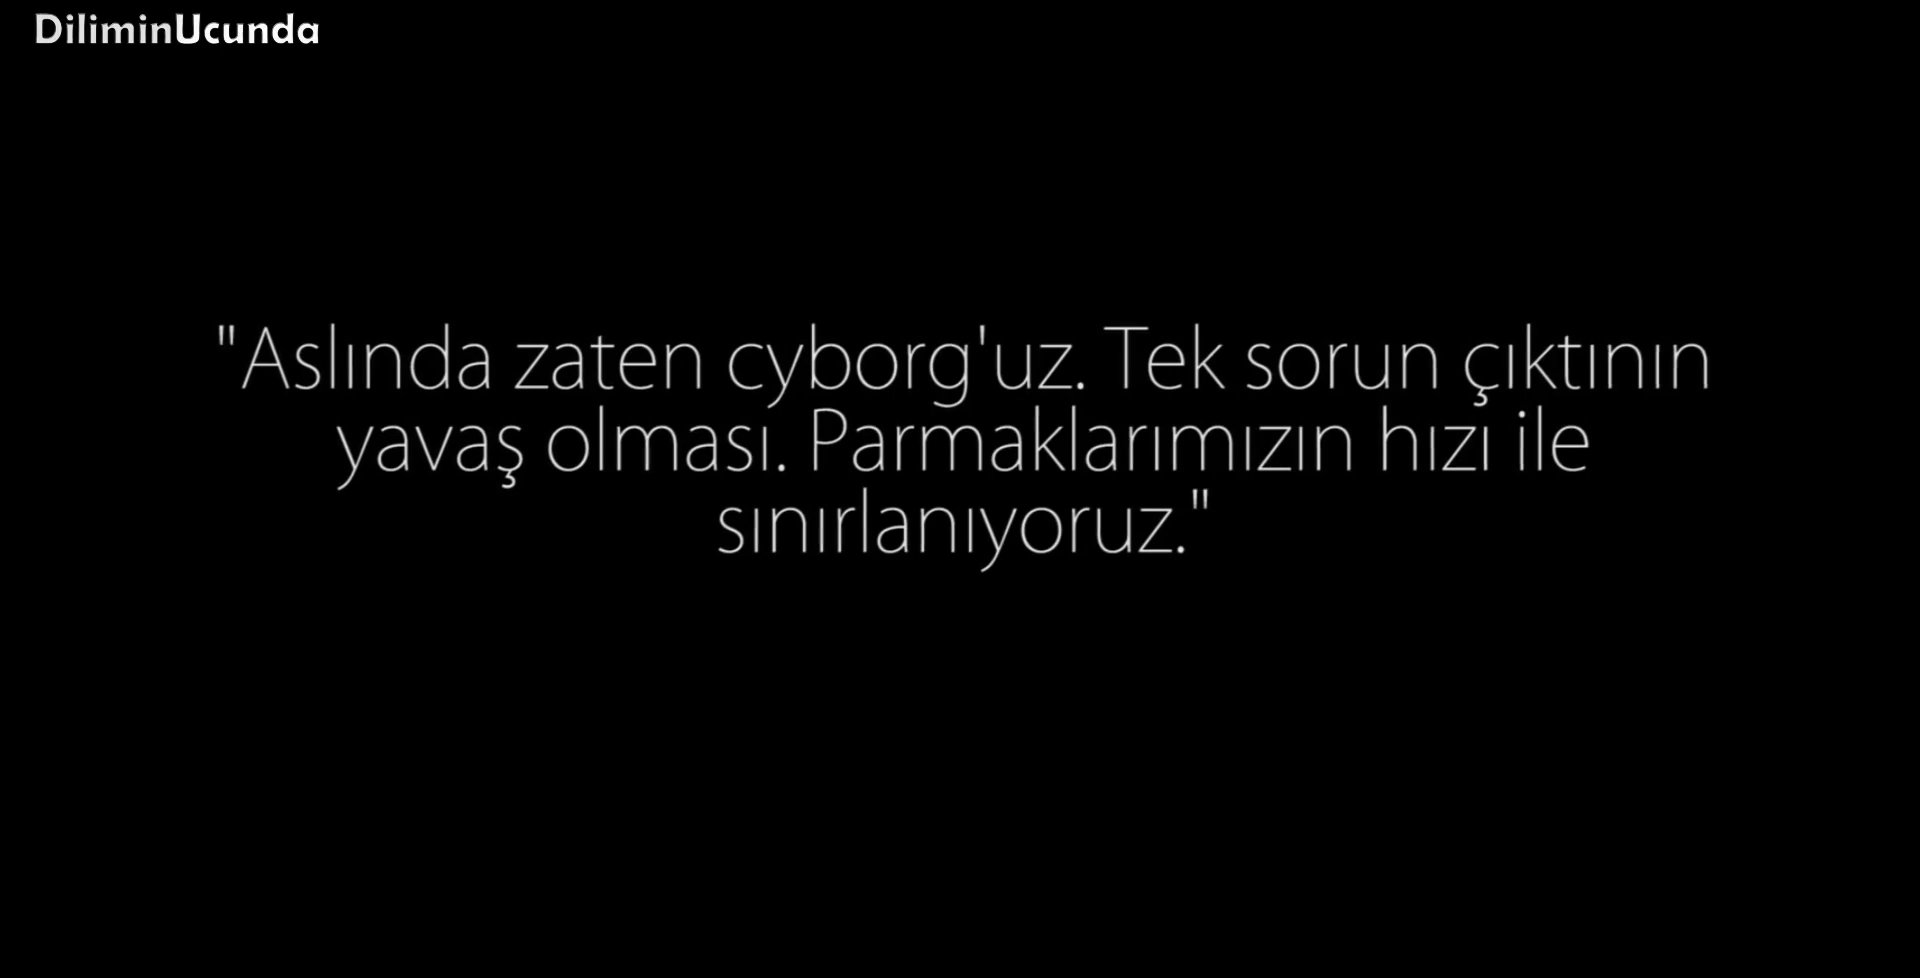 DiliminUcunda
"Aslında zaten cyborg'uz. Tek sorun çıktının
yavaş olması. Parmaklarımızın hızı ile
sınırlanıyoruz."